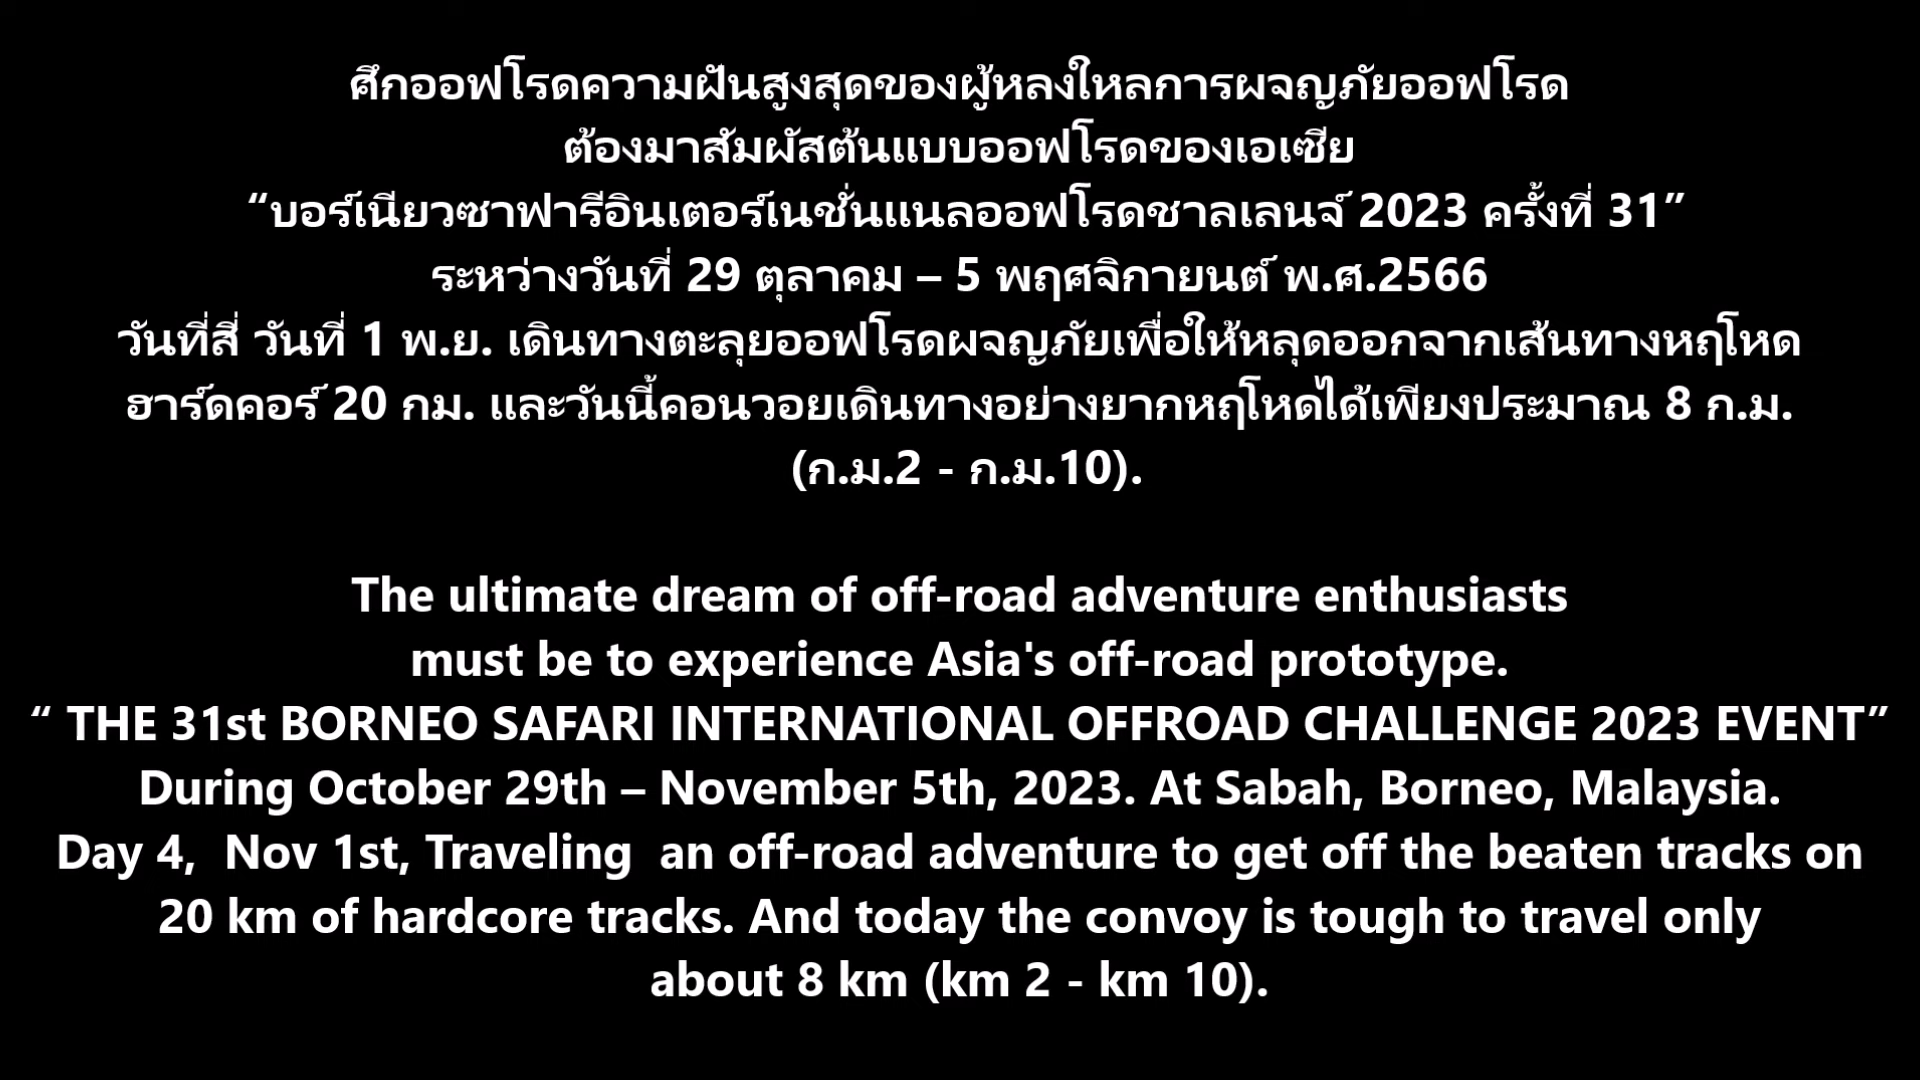 ศึกออฟโรดความฝันสูงสุดของผู้หลงใหลการผจญภัยออฟโรด
ต้องมาสัมผัสต้นแบบออฟโรดของเอเซีย
“บอร์เนียวซาฟารีอินเตอร์เนชั่นแนลออฟโรดชาลเลนจ์ 2023 ครั้งที่ 31”
ระหว่างวันที่ 29 ตุลาคม – 5 พฤศจิกายนต์ พ.ศ.2566
วันที่สี่ วันที่ 1 พ.ย. เดินทางตะลุยออฟโรดผจญภัยเพื่อให้หลุดออกจากเส้นทางหฤโหด
ฮาร์ดคอร์ 20 กม. และวันนี้คอนวอยเดินทางอย่างยากหฤโหดได้เพียงประมาณ 8 ก.ม.
(ก.ม.2 - ก.ม.10).
The ultimate dream of off-road adventure enthusiasts
must be to experience Asia's off-road prototype.
“ THE 31st BORNEO SAFARI INTERNATIONAL OFFROAD CHALLENGE 2023 EVENT”
During October 29th – November 5th, 2023. At Sabah, Borneo, Malaysia.
Day 4,  Nov 1st, Traveling  an off-road adventure to get off the beaten tracks on
20 km of hardcore tracks. And today the convoy is tough to travel only
about 8 km (km 2 - km 10).